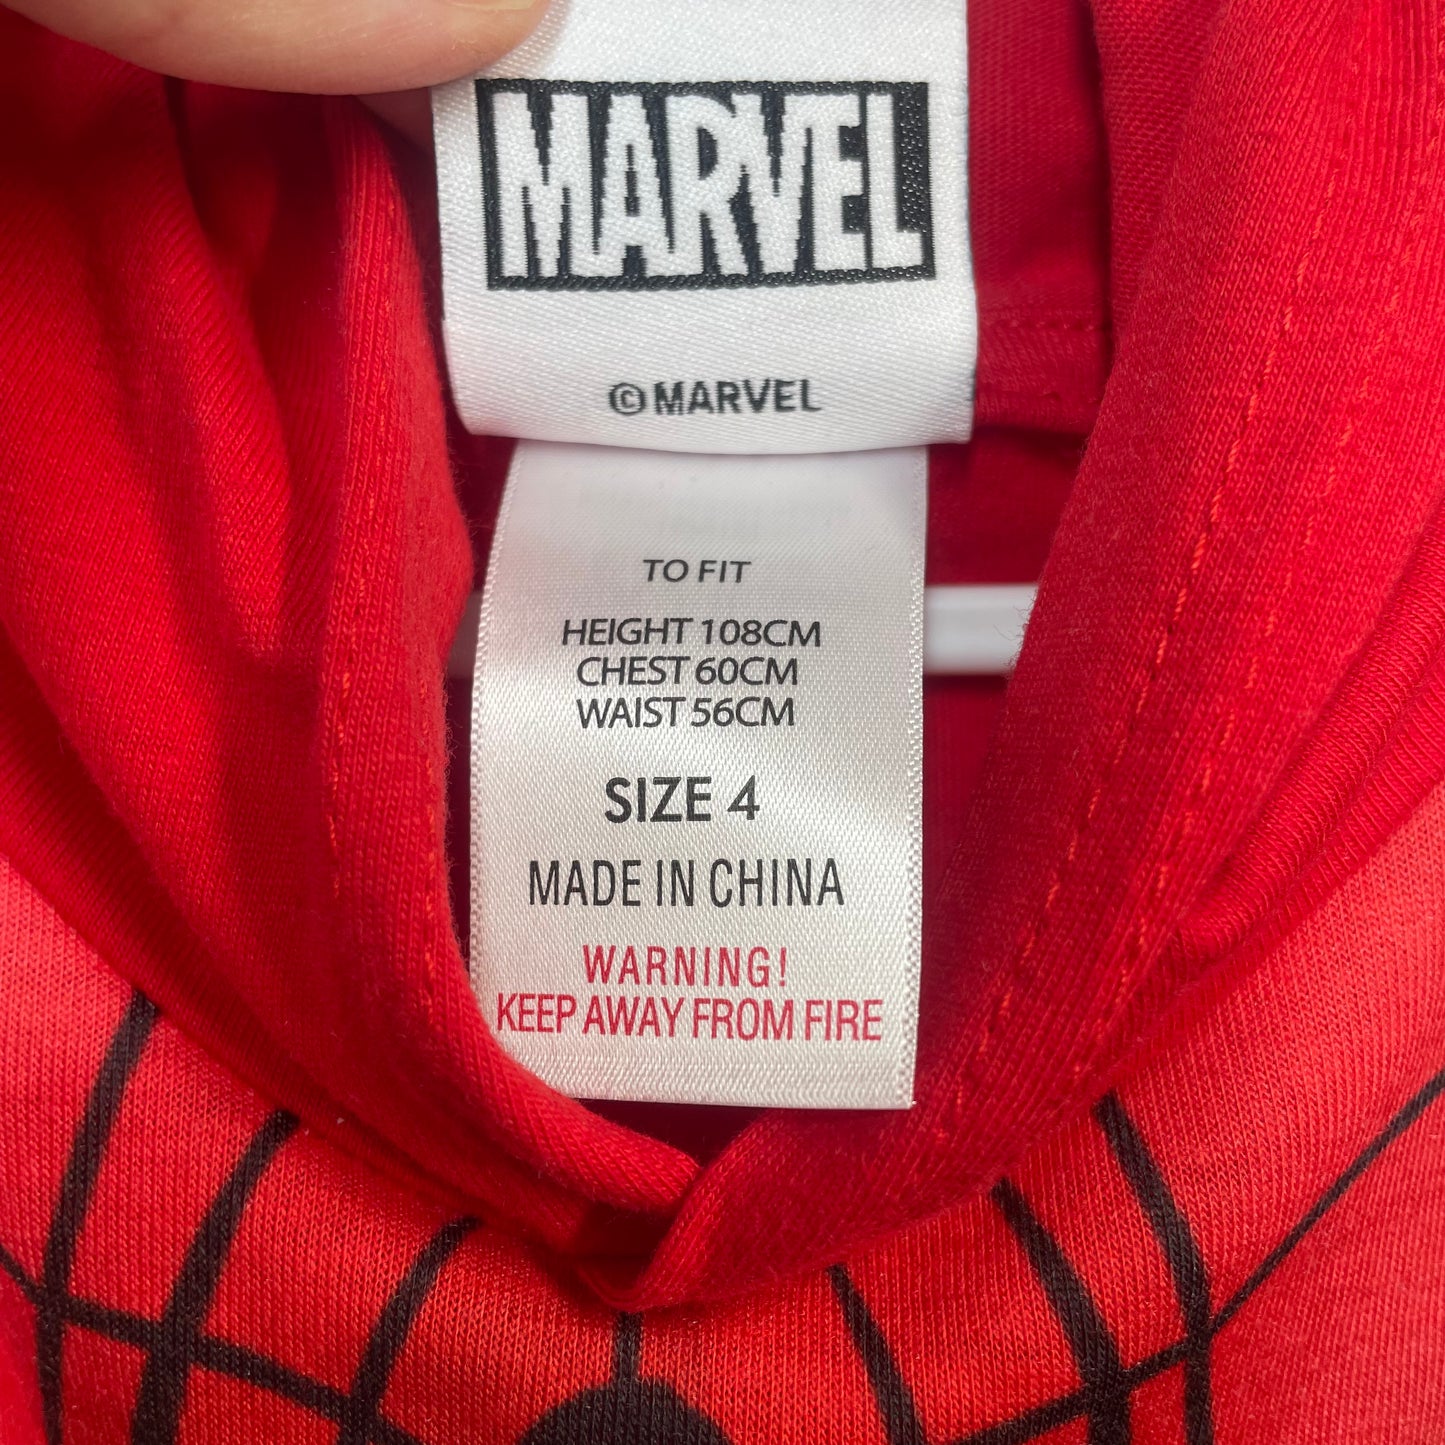 MARVEL
© MARVEL
TO FIT
HEIGHT 108CM
CHEST 60CM
WAIST 56CM
SIZE 4
MADE IN CHINA
WARNING!
KEEP AWAY FROM FIRE